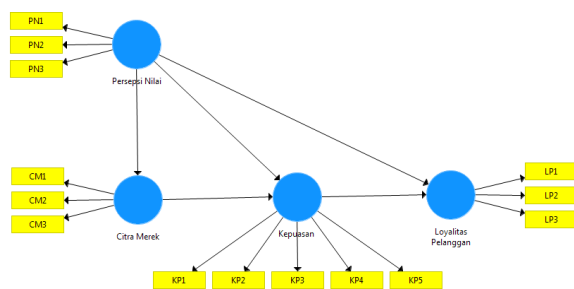 PN1
PN2
PN3
Persepsi Nilai
CM1
CM2
CM3
Citra Merek
Kepuasan
Loyalitas
Pelanggan
LP1
LP2
LP3
KP1
KP2
KP3
KP4
KP5